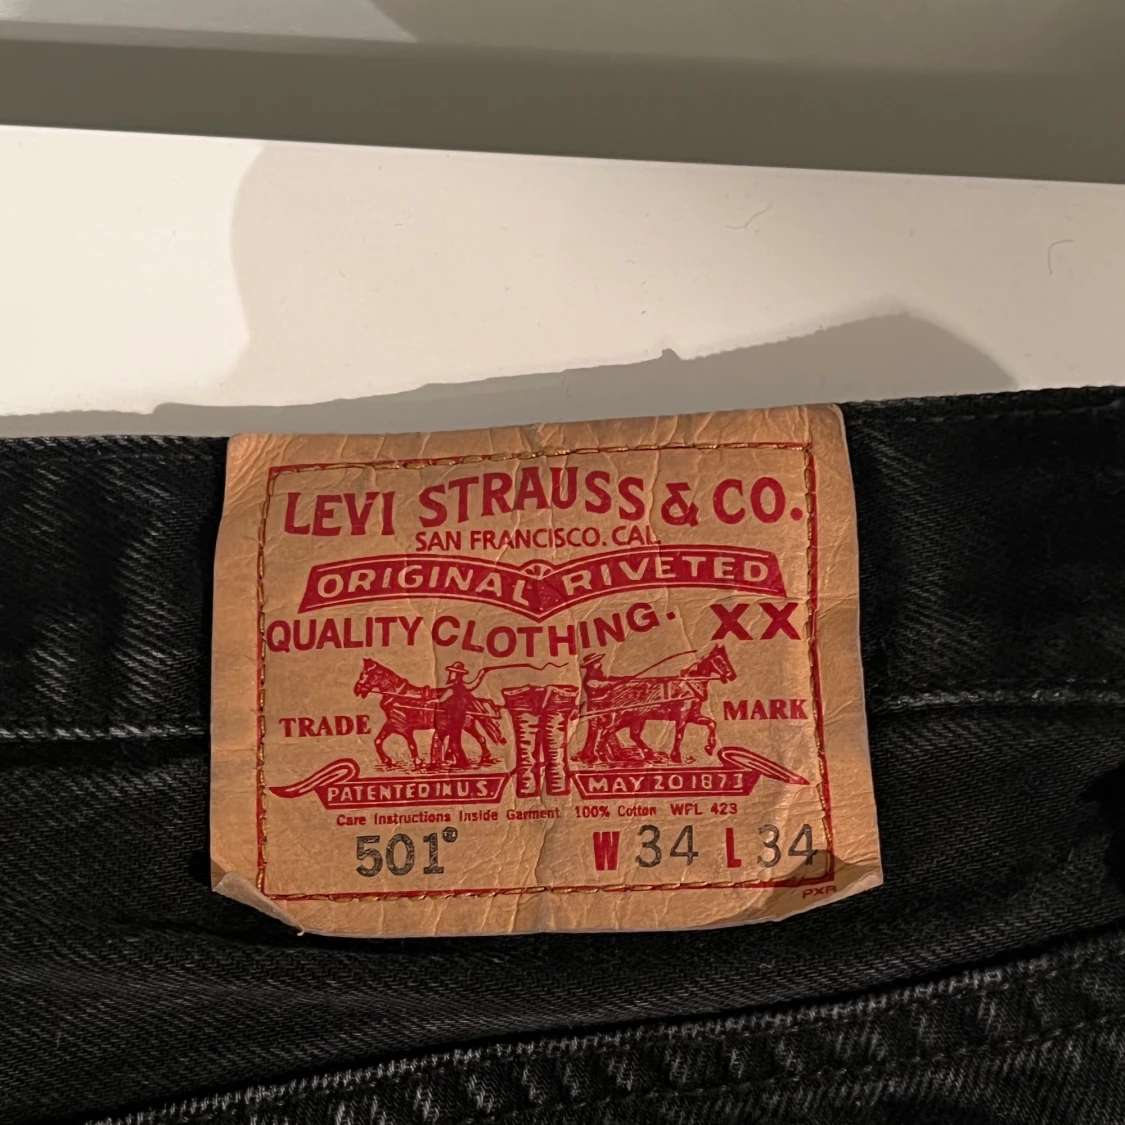 LEVI STRAUSS & CO.
SAN FRANCISCO. CAL.
ORIGINAL RIVETED
QUALITY CLOTHING. XX
TRADE MARK
PATENTED IN U.S. MAY 20 1873
Care Instructions Inside Garment 100% Cotton WPL 423
501® W 34 L 34
PXR